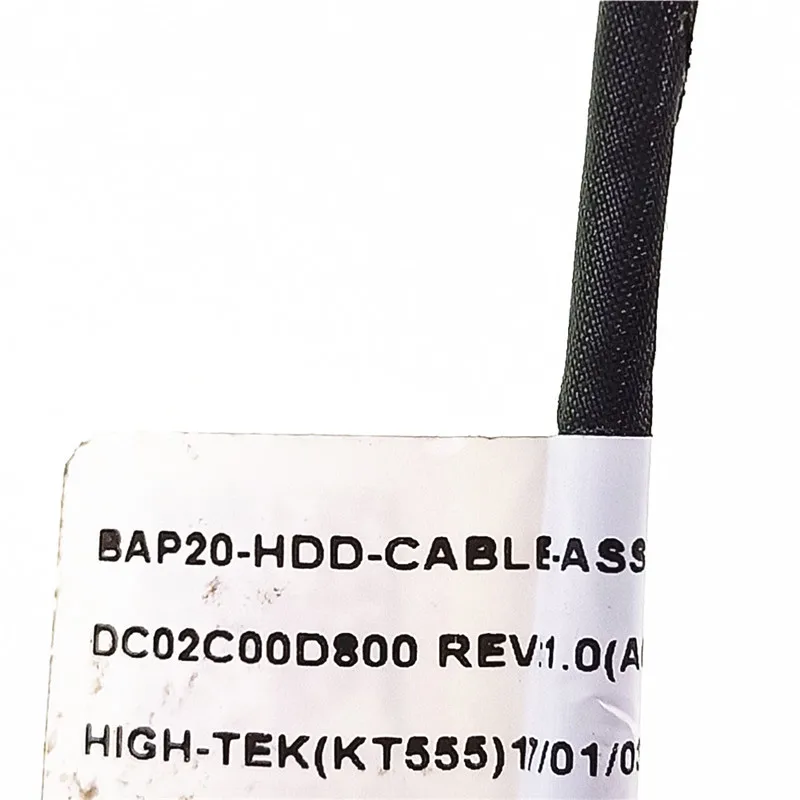 BAP20-HDD-CABLE-ASS
DC02C00D800 REV:1.0(A
HIGH-TEK(KT555)17/01/0